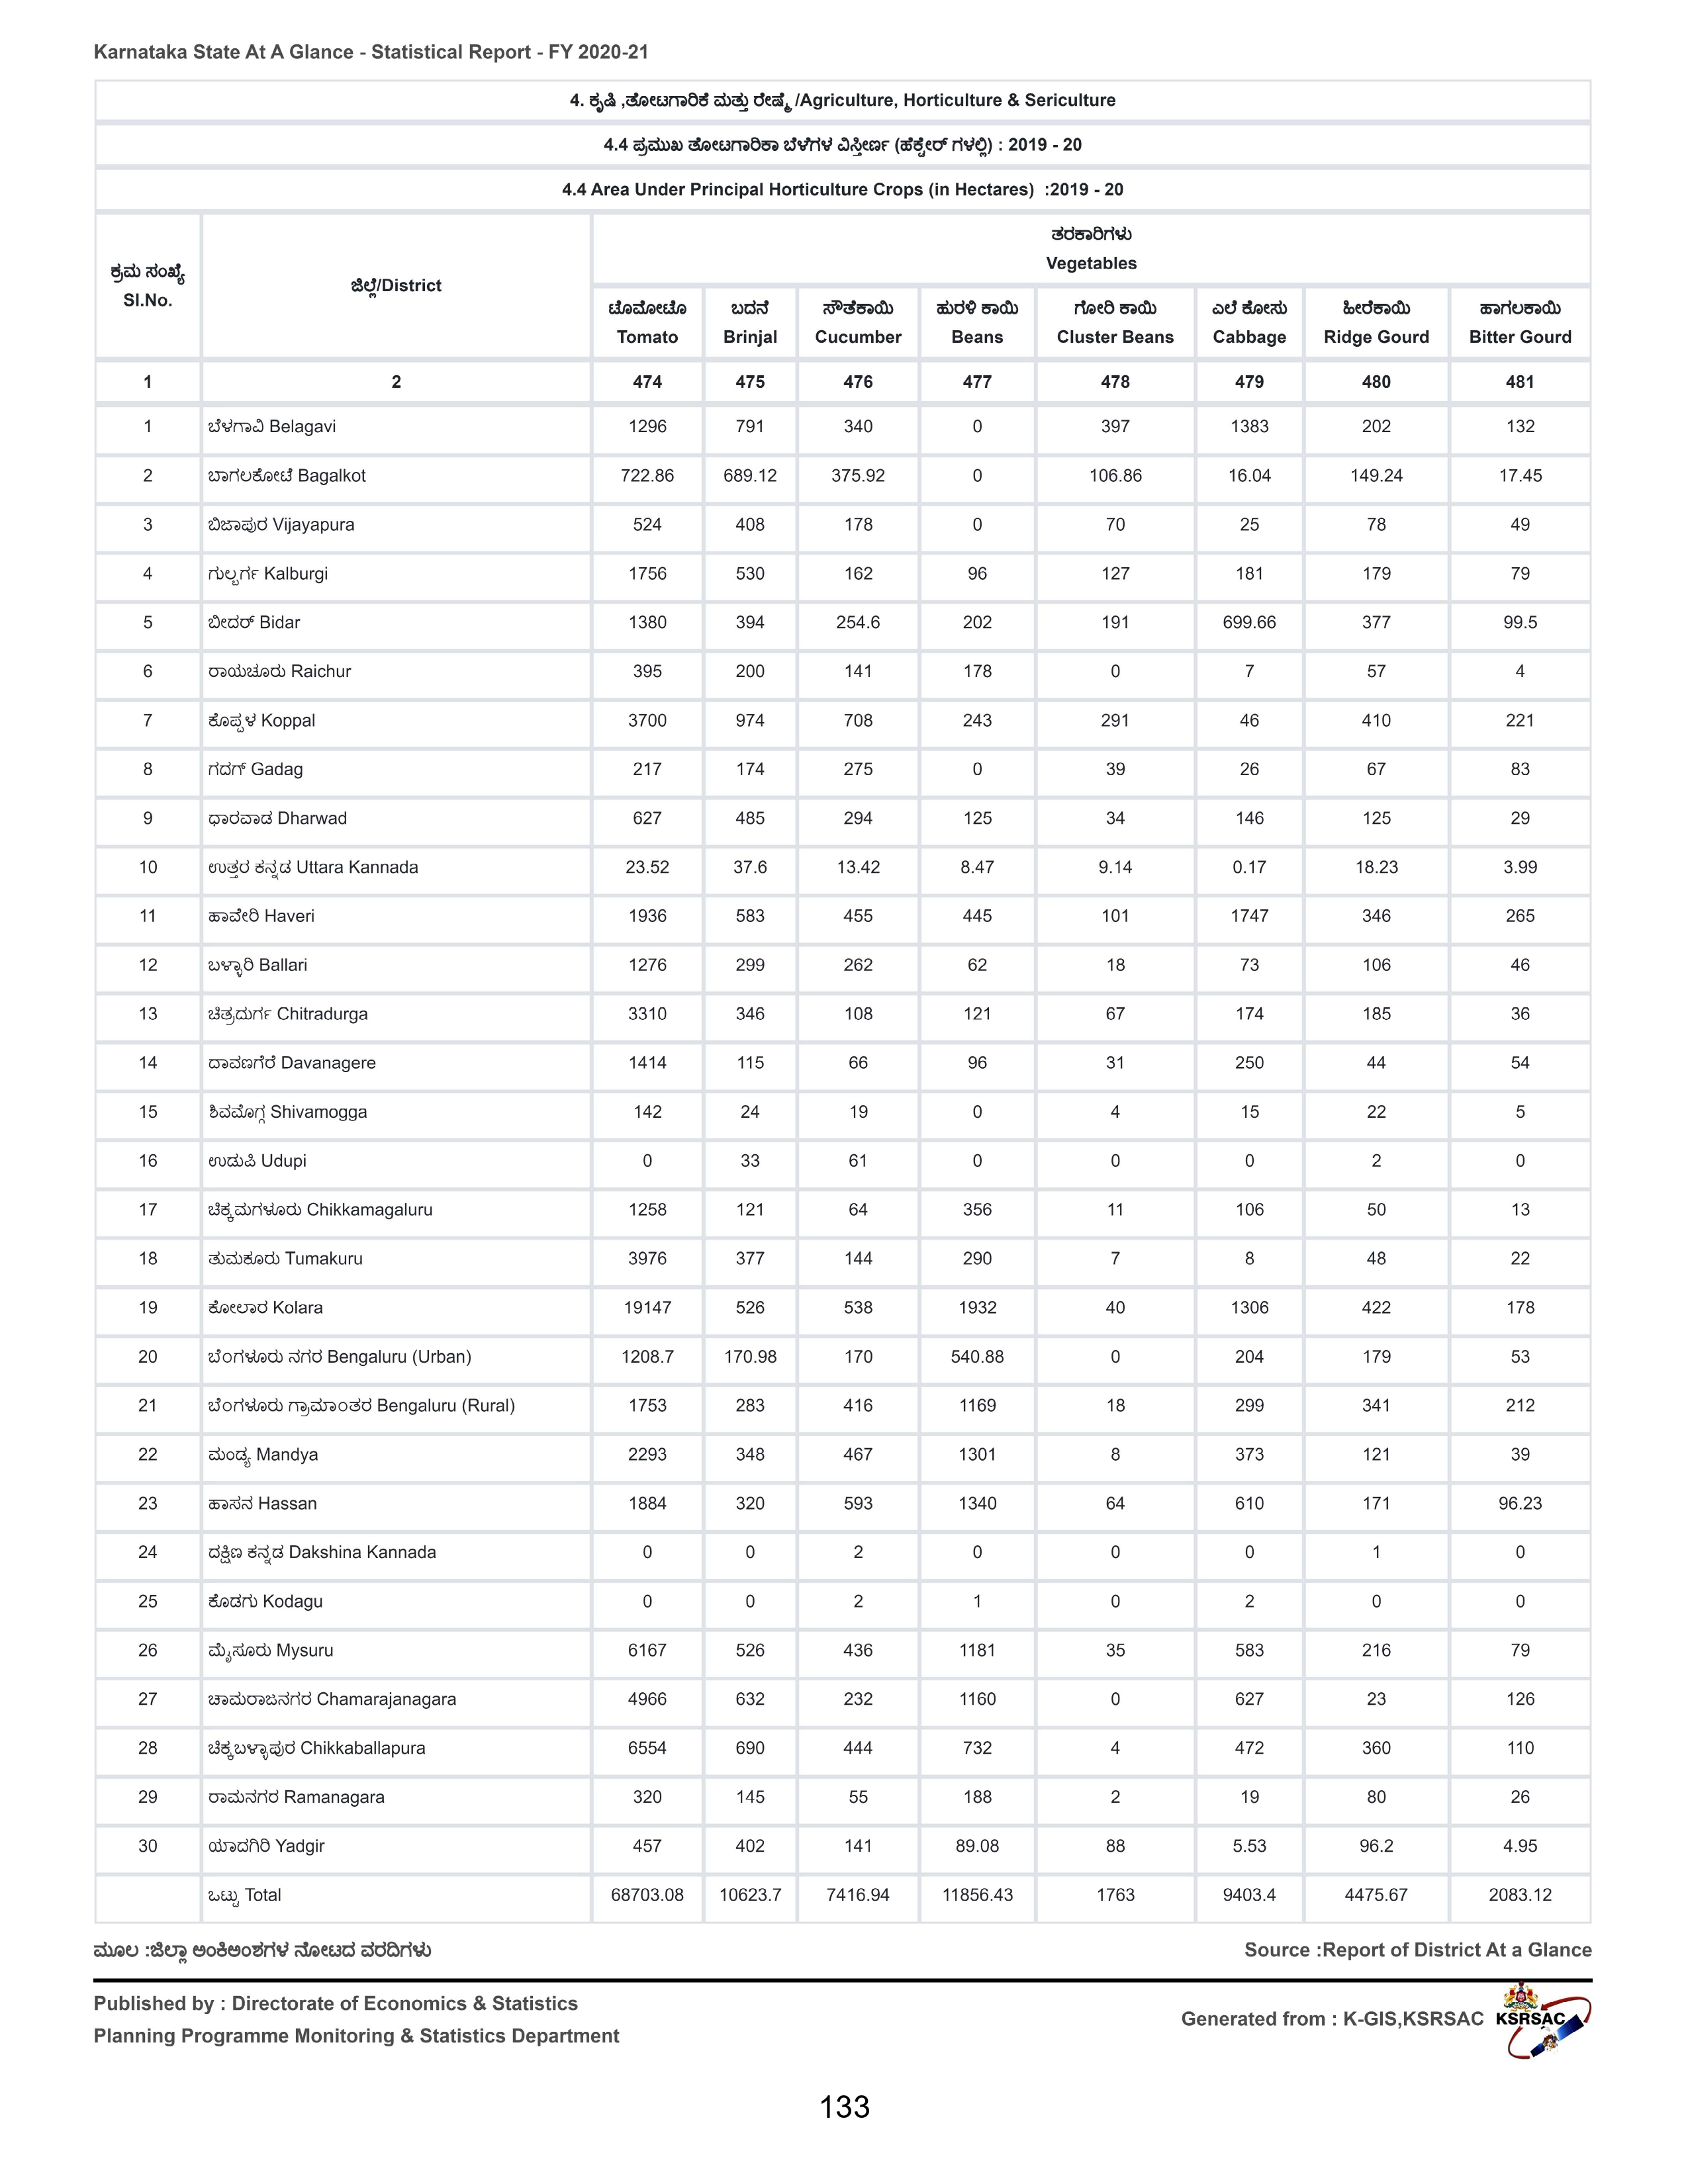 Karnataka State At A Glance - Statistical Report - FY 2020-21
4. ಕೃಷಿ ,ತೋಟಗಾರಿಕೆ ಮತ್ತು ರೇಷ್ಮೆ /Agriculture, Horticulture & Sericulture
4.4 ಪ್ರಮುಖ ತೋಟಗಾರಿಕಾ ಬೆಳೆಗಳ ವಿಸ್ತೀರ್ಣ (ಹೆಕ್ಟೇರ್ ಗಳಲ್ಲಿ) : 2019 - 20
4.4 Area Under Principal Horticulture Crops (in Hectares) :2019 - 20
ಕ್ರಮ ಸಂಖ್ಯೆ
Sl.No.
ಜಿಲ್ಲೆ/District
ತರಕಾರಿಗಳು
Vegetables
ಟೊಮೋಟೊ ಬದನೆ ಸೌತೆಕಾಯಿ ಹುರಳಿ ಕಾಯಿ ಗೋರಿ ಕಾಯಿ ಎಲೆ ಕೋಸು ಹೀರೆಕಾಯಿ ಹಾಗಲಕಾಯಿ
Tomato Brinjal Cucumber Beans Cluster Beans Cabbage Ridge Gourd Bitter Gourd
1 2 474 475 476 477 478 479 480 481
1 ಬೆಳಗಾವಿ Belagavi 1296 791 340 0 397 1383 202 132
2 ಬಾಗಲಕೋಟೆ Bagalkot 722.86 689.12 375.92 0 106.86 16.04 149.24 17.45
3 ಬಿಜಾಪುರ Vijayapura 524 408 178 0 70 25 78 49
4 ಗುಲ್ಬರ್ಗ Kalburgi 1756 530 162 96 127 181 179 79
5 ಬೀದರ್ Bidar 1380 394 254.6 202 191 699.66 377 99.5
6 ರಾಯಚೂರು Raichur 395 200 141 178 0 7 57 4
7 ಕೊಪ್ಪಳ Koppal 3700 974 708 243 291 46 410 221
8 ಗದಗ್ Gadag 217 174 275 0 39 26 67 83
9 ಧಾರವಾಡ Dharwad 627 485 294 125 34 146 125 29
10 ಉತ್ತರ ಕನ್ನಡ Uttara Kannada 23.52 37.6 13.42 8.47 9.14 0.17 18.23 3.99
11 ಹಾವೇರಿ Haveri 1936 583 455 445 101 1747 346 265
12 ಬಳ್ಳಾರಿ Ballari 1276 299 262 62 18 73 106 46
13 ಚಿತ್ರದುರ್ಗ Chitradurga 3310 346 108 121 67 174 185 36
14 ದಾವಣಗೆರೆ Davanagere 1414 115 66 96 31 250 44 54
15 ಶಿವಮೊಗ್ಗ Shivamogga 142 24 19 0 4 15 22 5
16 ಉಡುಪಿ Udupi 0 33 61 0 0 0 2 0
17 ಚಿಕ್ಕಮಗಳೂರು Chikkamagaluru 1258 121 64 356 11 106 50 13
18 ತುಮಕೂರು Tumakuru 3976 377 144 290 7 8 48 22
19 ಕೋಲಾರ Kolara 19147 526 538 1932 40 1306 422 178
20 ಬೆಂಗಳೂರು ನಗರ Bengaluru (Urban) 1208.7 170.98 170 540.88 0 204 179 53
21 ಬೆಂಗಳೂರು ಗ್ರಾಮಾಂತರ Bengaluru (Rural) 1753 283 416 1169 18 299 341 212
22 ಮಂಡ್ಯ Mandya 2293 348 467 1301 8 373 121 39
23 ಹಾಸನ Hassan 1884 320 593 1340 64 610 171 96.23
24 ದಕ್ಷಿಣ ಕನ್ನಡ Dakshina Kannada 0 0 2 0 0 0 1 0
25 ಕೊಡಗು Kodagu 0 0 2 1 0 2 0 0
26 ಮೈಸೂರು Mysuru 6167 526 436 1181 35 583 216 79
27 ಚಾಮರಾಜನಗರ Chamarajanagara 4966 632 232 1160 0 627 23 126
28 ಚಿಕ್ಕಬಳ್ಳಾಪುರ Chikkaballapura 6554 690 444 732 4 472 360 110
29 ರಾಮನಗರ Ramanagara 320 145 55 188 2 19 80 26
30 ಯಾದಗಿರಿ Yadgir 457 402 141 89.08 88 5.53 96.2 4.95
ಒಟ್ಟು Total 68703.08 10623.7 7416.94 11856.43 1763 9403.4 4475.67 2083.12
ಮೂಲ :ಜಿಲ್ಲಾ ಅಂಕಿಅಂಶಗಳ ನೋಟದ ವರದಿಗಳು Source :Report of District At a Glance
Published by : Directorate of Economics & Statistics
Planning Programme Monitoring & Statistics Department
Generated from : K-GIS,KSRSAC KSRSAC
133